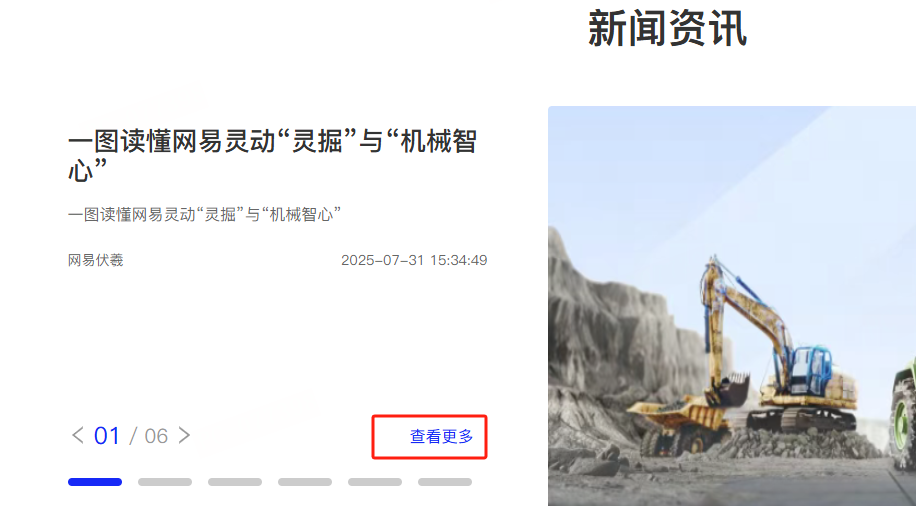 新闻资讯
一图读懂网易灵动“灵掘”与“机械智
心”
一图读懂网易灵动“灵掘”与“机械智心”
网易伏羲 2025-07-31 15:34:49
< 01 / 06 > 查看更多